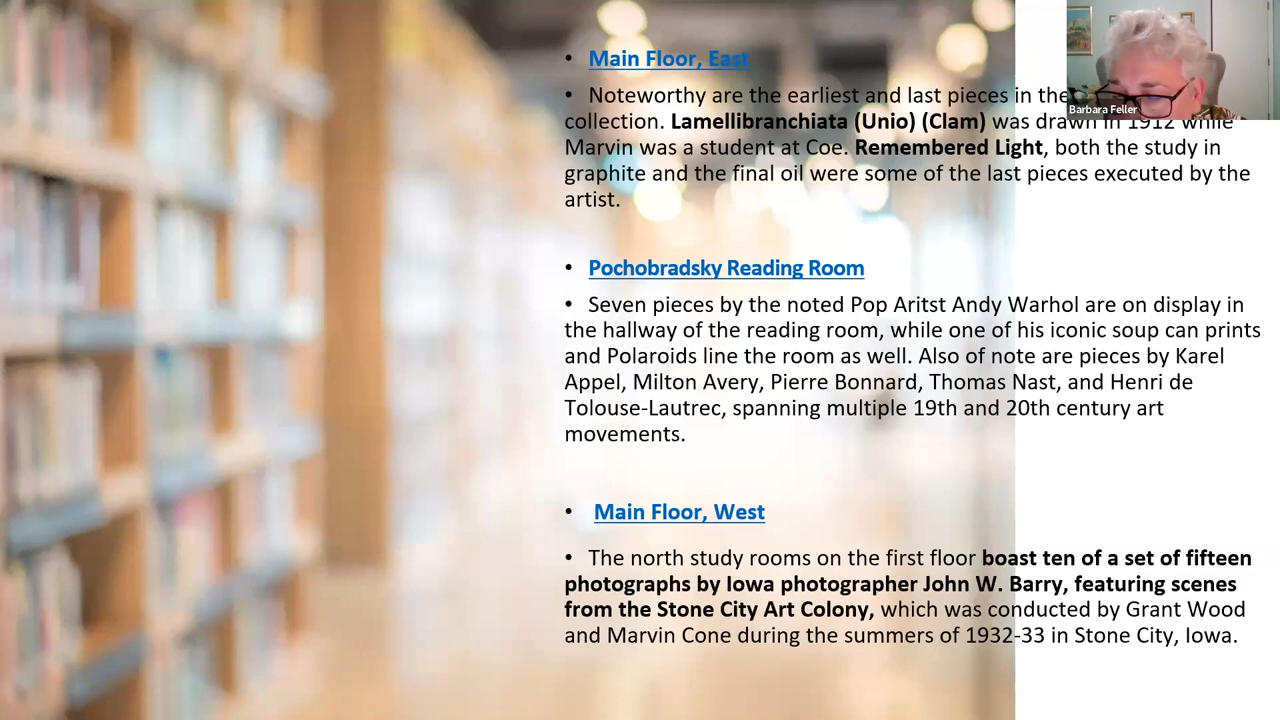 • Main Floor, East
• Noteworthy are the earliest and last pieces in the
collection. Lamellibranchiata (Unio) (Clam) was drawn in 1912 while
Marvin was a student at Coe. Remembered Light, both the study in
graphite and the final oil were some of the last pieces executed by the
artist.
• Pochobradsky Reading Room
• Seven pieces by the noted Pop Aritst Andy Warhol are on display in
the hallway of the reading room, while one of his iconic soup can prints
and Polaroids line the room as well. Also of note are pieces by Karel
Appel, Milton Avery, Pierre Bonnard, Thomas Nast, and Henri de
Tolouse-Lautrec, spanning multiple 19th and 20th century art
movements.
• Main Floor, West
• The north study rooms on the first floor boast ten of a set of fifteen
photographs by Iowa photographer John W. Barry, featuring scenes
from the Stone City Art Colony, which was conducted by Grant Wood
and Marvin Cone during the summers of 1932-33 in Stone City, Iowa.
Barbara Feller